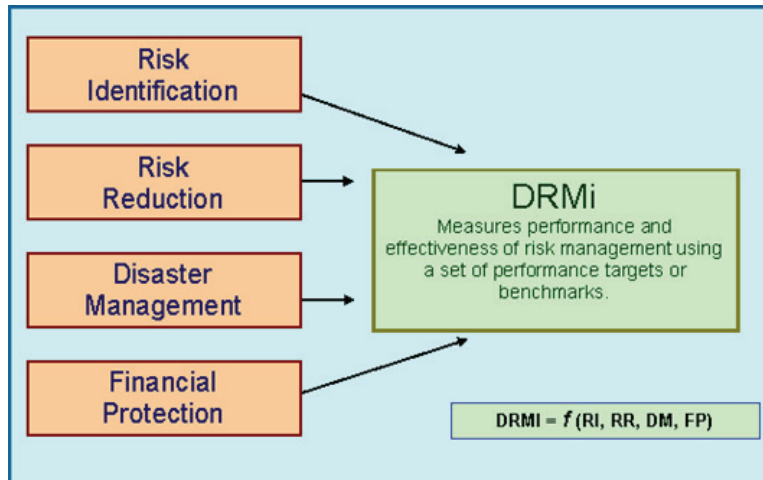 Risk
Identification
Risk
Reduction
Disaster
Management
Financial
Protection
DRMi
Measures performance and
effectiveness of risk management using
a set of performance targets or
benchmarks.
DRMI = f (RI, RR, DM, FP)